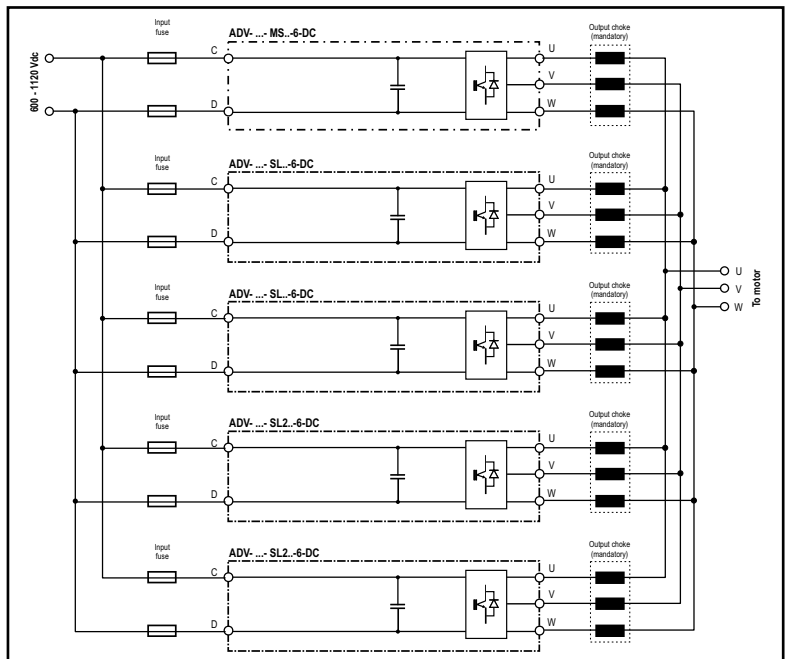 600 - 1120 Vdc
Input
fuse
ADV- ...- MS..-6-DC
Output choke
(mandatory)
C
D
U
V
W
Input
fuse
ADV- ...- SL..-6-DC
Output choke
(mandatory)
C
D
U
V
W
Input
fuse
ADV- ...- SL..-6-DC
Output choke
(mandatory)
C
D
U
V
W
Input
fuse
ADV- ...- SL2..-6-DC
Output choke
(mandatory)
C
D
U
V
W
Input
fuse
ADV- ...- SL2..-6-DC
Output choke
(mandatory)
C
D
U
V
W
U
V
W
To motor